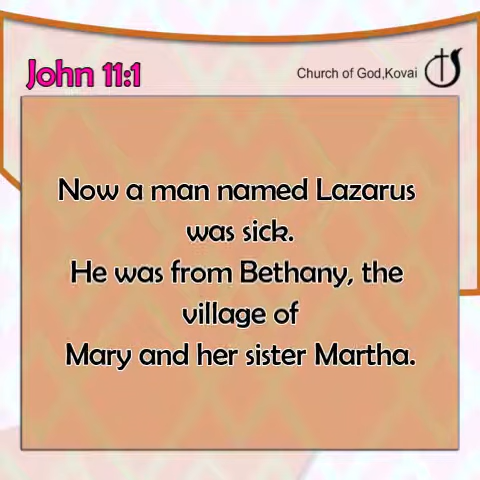 John 11:1
Church of God,Kovai
Now a man named Lazarus
was sick.
He was from Bethany, the
village of
Mary and her sister Martha.